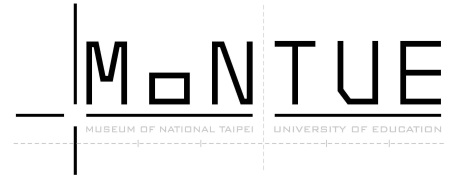 MoNTUE
MUSEUM OF NATIONAL TAIPEI UNIVERSITY OF EDUCATION